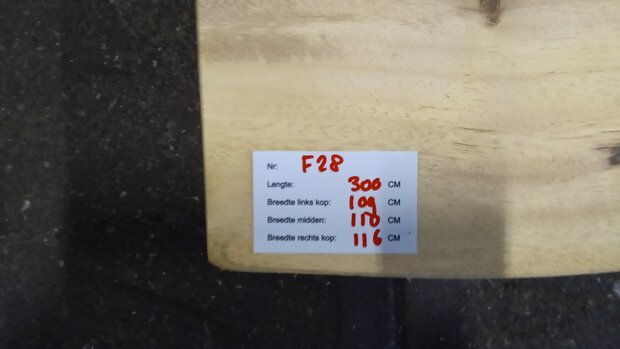 Nr: F28
Lengte: 300 CM
Breedte links kop: 109 CM
Breedte midden: 110 CM
Breedte rechts kop: 116 CM